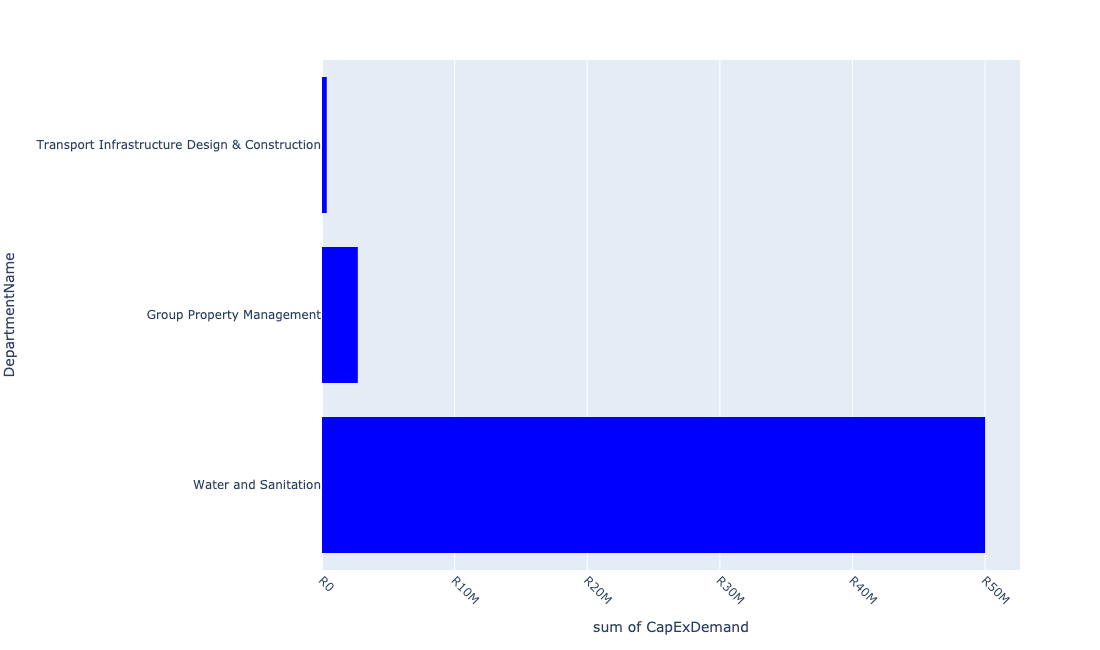 Transport Infrastructure Design & Construction
Group Property Management
Water and Sanitation
DepartmentName
R0
R10M
R20M
R30M
R40M
R50M
sum of CapExDemand